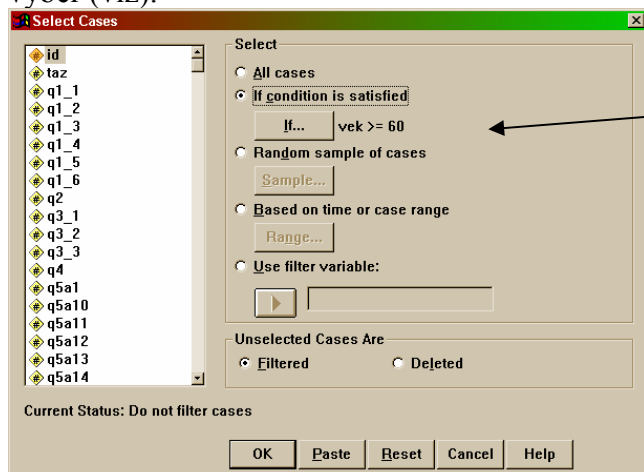 výběr (viz):
Select Cases
id
taz
q1_1
q1_2
q1_3
q1_4
q1_5
q1_6
q2
q3_1
q3_2
q3_3
q4
q5a1
q5a10
q5a11
q5a12
q5a13
q5a14
Select
All cases
If condition is satisfied
If... vek >= 60
Random sample of cases
Sample...
Based on time or case range
Range...
Use filter variable:
Unselected Cases Are
Filtered Deleted
Current Status: Do not filter cases
OK Paste Reset Cancel Help